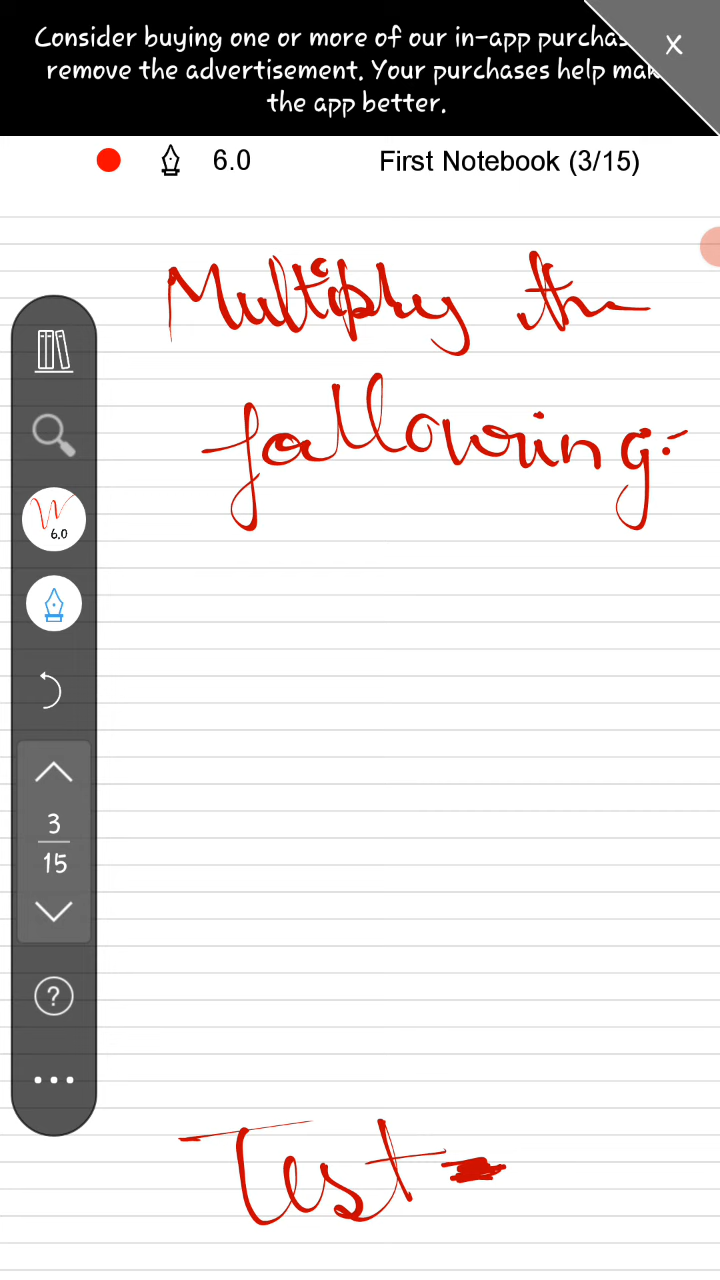 Consider buying one or more of our in-app purchas
remove the advertisement. Your purchases help mak
the app better.
X
6.0 First Notebook (3/15)
Multiply the
following:-
6.0
3
15
?
Test